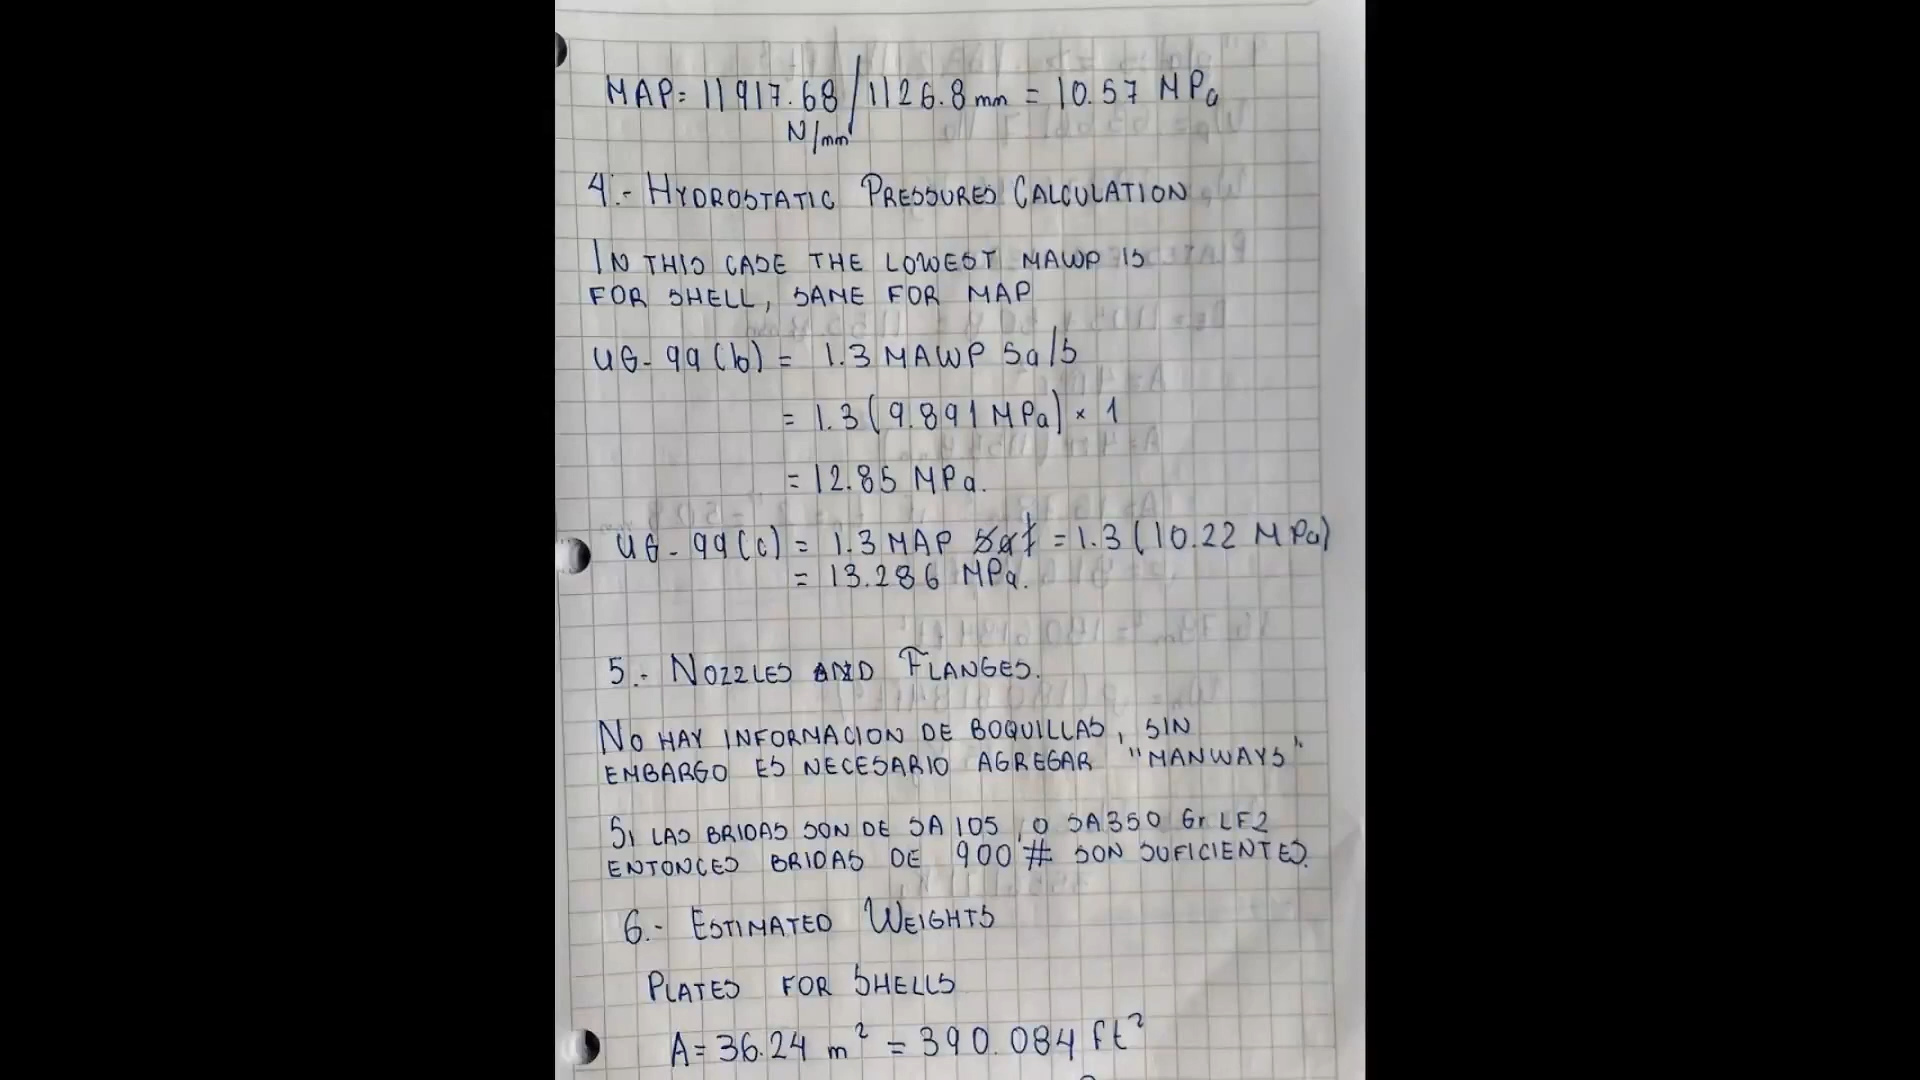 MAP= 11917.68 / 1126.8 mm = 10.57 MPa
N/mm
4.- HYDROSTATIC PRESSURES CALCULATION
IN THIS CASE THE LOWEST MAWP IS
FOR SHELL, SAME FOR MAP
UG-99(b) = 1.3 MAWP Sa/S
= 1.3(9.891 MPa) × 1
= 12.85 MPa.
UG-99(c) = 1.3 MAP = 1.3(10.22 MPa)
= 13.286 MPa.
5.- NOZZLES AND FLANGES.
NO HAY INFORMACION DE BOQUILLAS, SIN
EMBARGO ES NECESARIO AGREGAR "MANWAYS"
SI LAS BRIDAS SON DE SA105, O SA350 Gr LF2
ENTONCES BRIDAS DE 900 # SON SUFICIENTES.
6.- ESTIMATED WEIGHTS
PLATES FOR SHELLS
A= 36.24 m² = 390.084 ft²